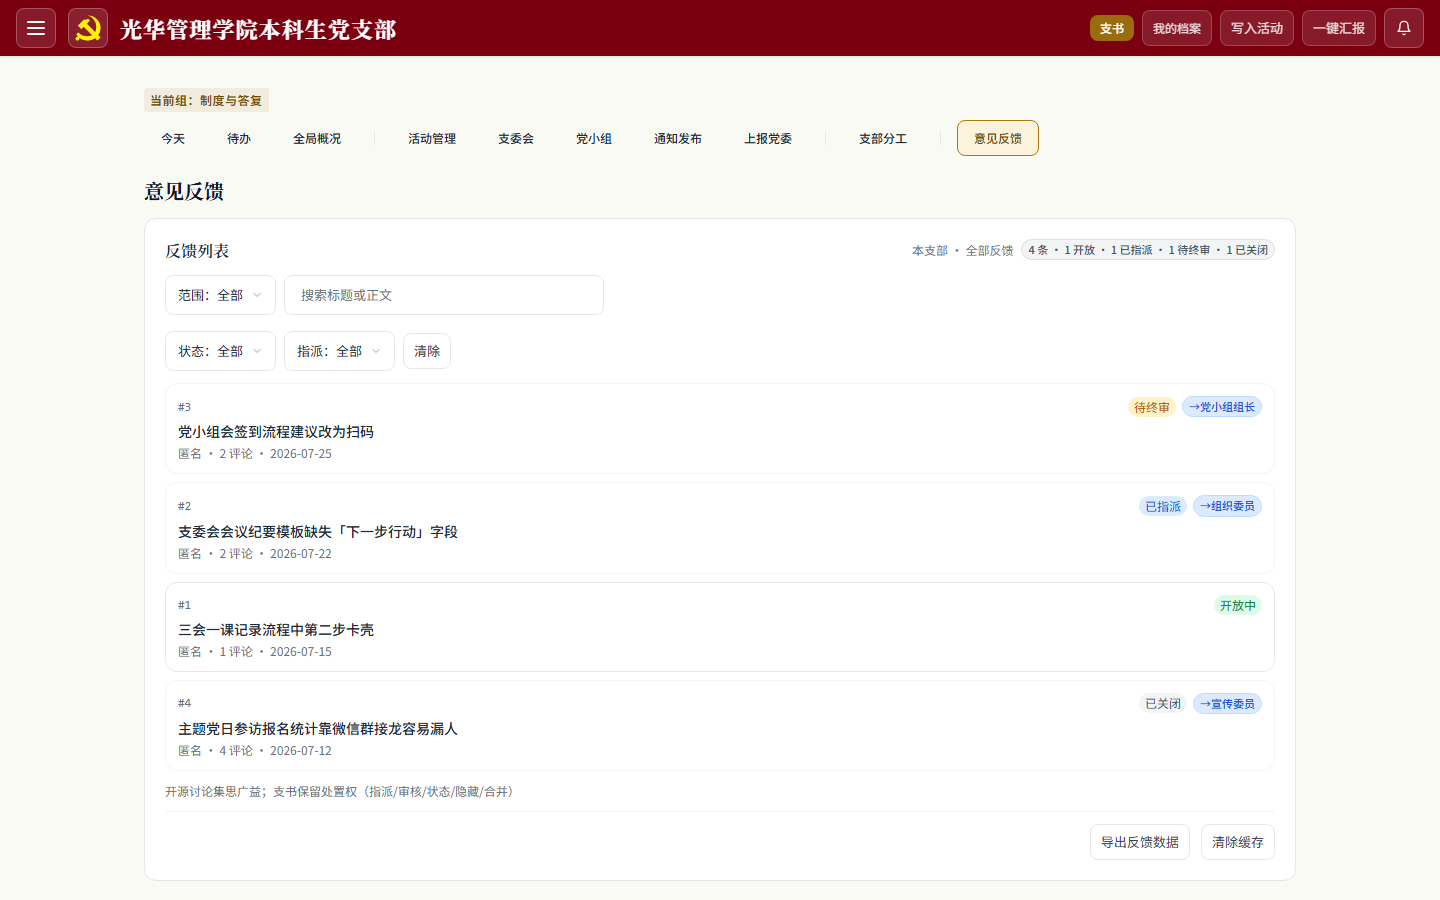 光华管理学院本科生党支部
支书 我的档案 写入活动 一键汇报
当前组：制度与答复
今天 待办 全局概况 活动管理 支委会 党小组 通知发布 上报党委 支部分工 意见反馈
意见反馈
反馈列表
本支部 · 全部反馈 4 条 · 1 开放 · 1 已指派 · 1 待终审 · 1 已关闭
范围：全部 搜索标题或正文
状态：全部 指派：全部 清除
#3 待终审 →党小组组长
党小组会签到流程建议改为扫码
匿名 · 2 评论 · 2026-07-25
#2 已指派 →组织委员
支委会会议纪要模板缺失「下一步行动」字段
匿名 · 2 评论 · 2026-07-22
#1 开放中
三会一课记录流程中第二步卡壳
匿名 · 1 评论 · 2026-07-15
#4 已关闭 →宣传委员
主题党日参访报名统计靠微信群接龙容易漏人
匿名 · 4 评论 · 2026-07-12
开源讨论集思广益；支书保留处置权（指派/审核/状态/隐藏/合并）
导出反馈数据 清除缓存